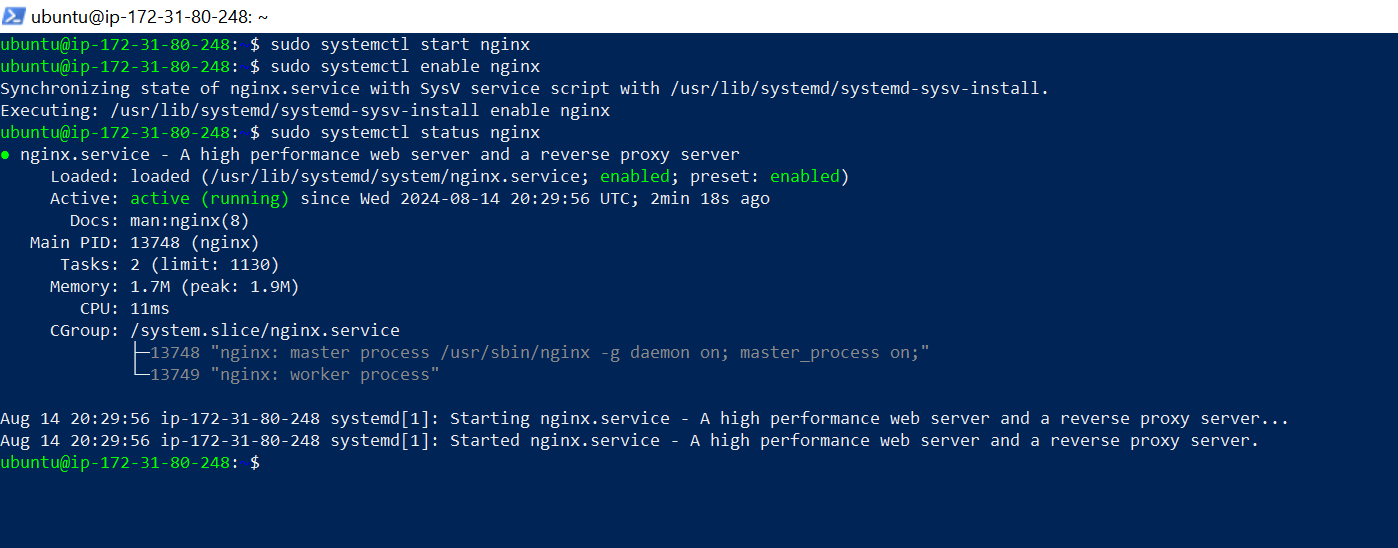 ubuntu@ip-172-31-80-248: ~
ubuntu@ip-172-31-80-248:~$ sudo systemctl start nginx
ubuntu@ip-172-31-80-248:~$ sudo systemctl enable nginx
Synchronizing state of nginx.service with SysV service script with /usr/lib/systemd/systemd-sysv-install.
Executing: /usr/lib/systemd/systemd-sysv-install enable nginx
ubuntu@ip-172-31-80-248:~$ sudo systemctl status nginx
● nginx.service - A high performance web server and a reverse proxy server
     Loaded: loaded (/usr/lib/systemd/system/nginx.service; enabled; preset: enabled)
     Active: active (running) since Wed 2024-08-14 20:29:56 UTC; 2min 18s ago
       Docs: man:nginx(8)
   Main PID: 13748 (nginx)
      Tasks: 2 (limit: 1130)
     Memory: 1.7M (peak: 1.9M)
        CPU: 11ms
     CGroup: /system.slice/nginx.service
             ├─13748 "nginx: master process /usr/sbin/nginx -g daemon on; master_process on;"
             └─13749 "nginx: worker process"
Aug 14 20:29:56 ip-172-31-80-248 systemd[1]: Starting nginx.service - A high performance web server and a reverse proxy server...
Aug 14 20:29:56 ip-172-31-80-248 systemd[1]: Started nginx.service - A high performance web server and a reverse proxy server.
ubuntu@ip-172-31-80-248:~$